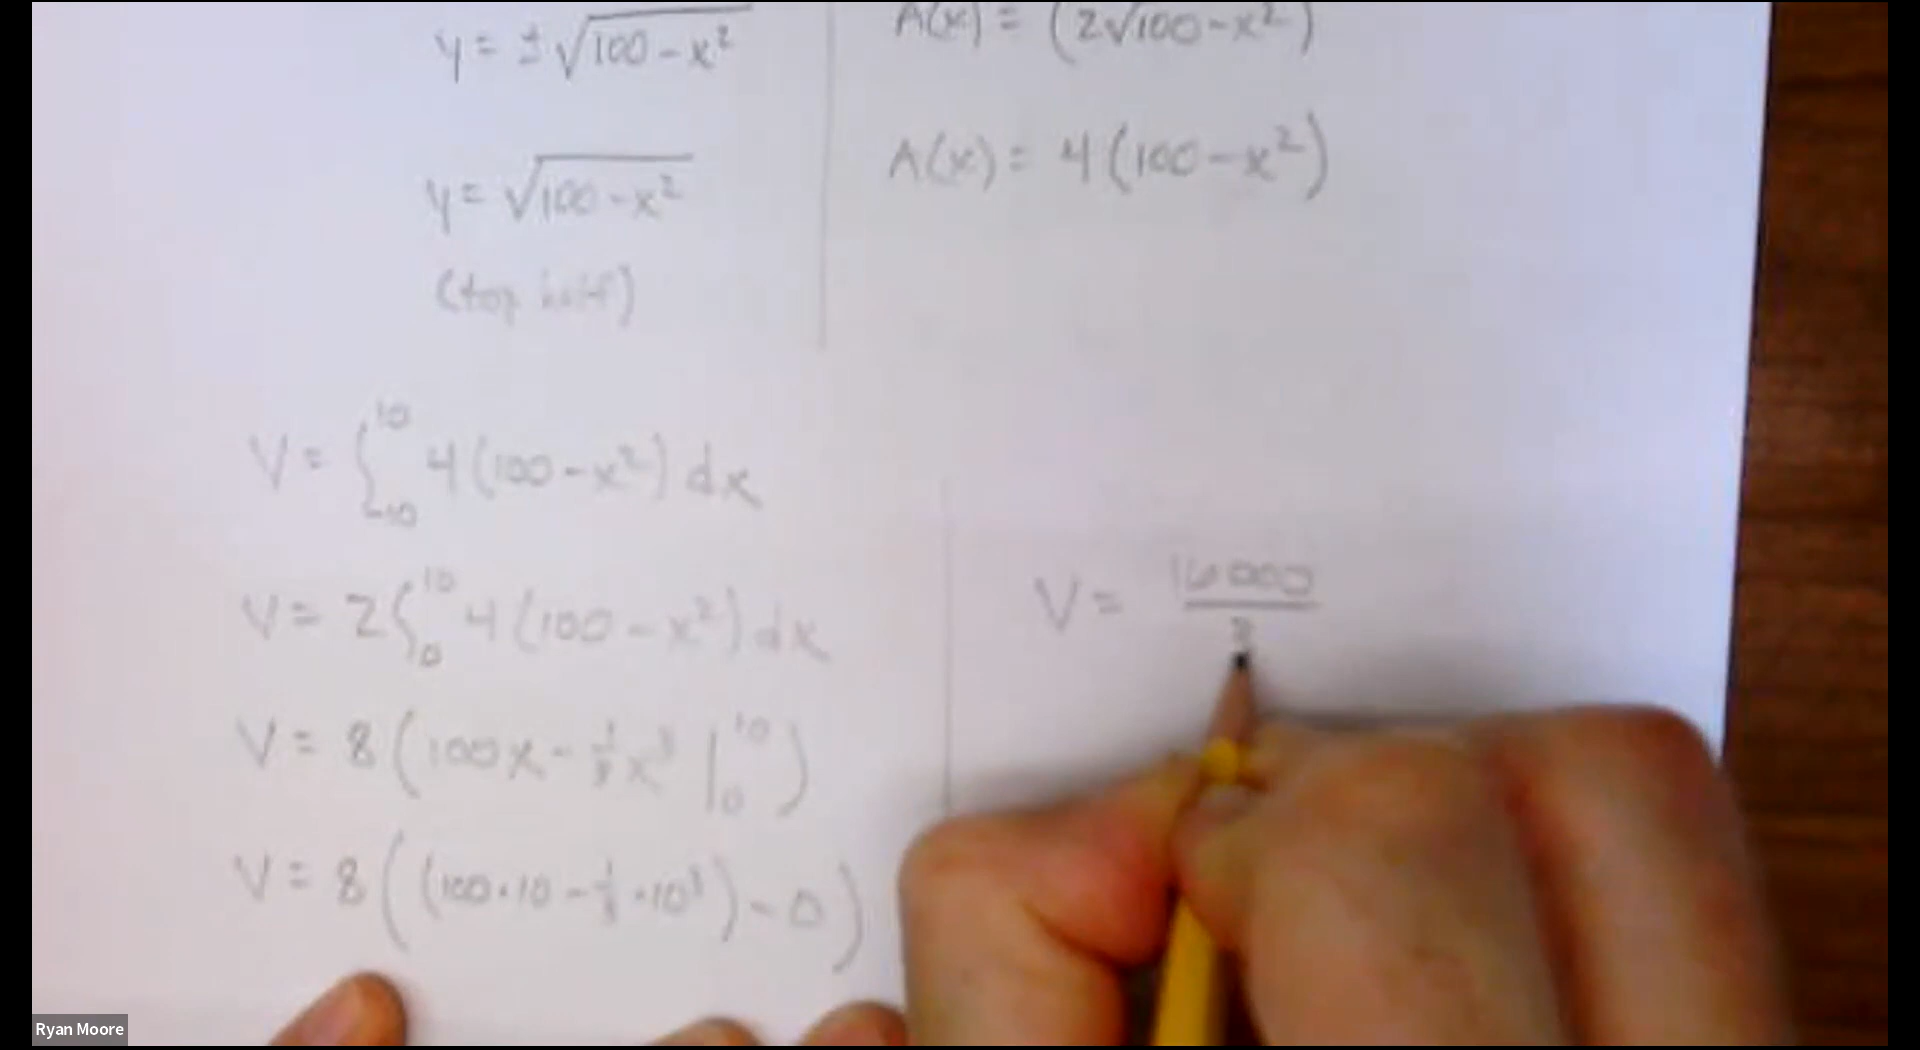 y = ± √100 - x²
y = √100 - x²
(top half)
A(x) = (2√100 - x²)
A(x) = 4(100 - x²)
V = ∫₋₁₀¹⁰ 4(100 - x²) dx
V = 2∫₀¹⁰ 4(100 - x²) dx
V = 8(100x - 1/3 x³ |₀¹⁰)
V = 8((100·10 - 1/3·10³) - 0)
V = 16000/3
Ryan Moore